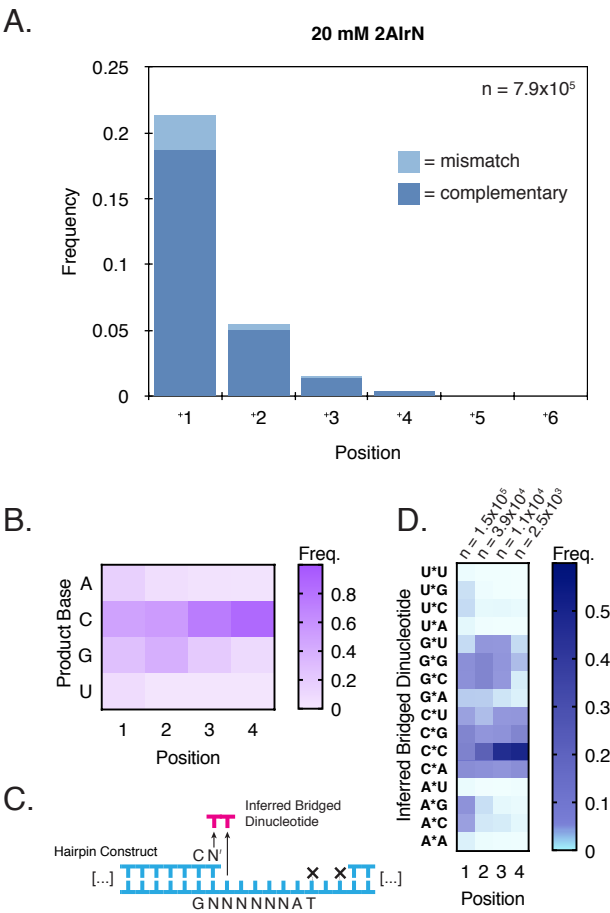 A.
20 mM 2AIrN
n = 7.9x10⁵
= mismatch
= complementary
Frequency
0.25
0.2
0.15
0.1
0.05
0
+1 +2 +3 +4 +5 +6
Position
B.
Product Base
A
C
G
U
1 2 3 4
Position
Freq.
0.8
0.6
0.4
0.2
0
C.
Inferred Bridged
Dinucleotide
Hairpin Construct
C N'
[...] [...]
G N N N N N N A T
D.
n = 1.5x10⁵
n = 3.9x10⁴
n = 1.1x10⁴
n = 2.5x10³
Freq.
Inferred Bridged Dinucleotide
U*U
U*G
U*C
U*A
G*U
G*G
G*C
G*A
C*U
C*G
C*C
C*A
A*U
A*G
A*C
A*A
0.5
0.4
0.3
0.2
0.1
0
1 2 3 4
Position